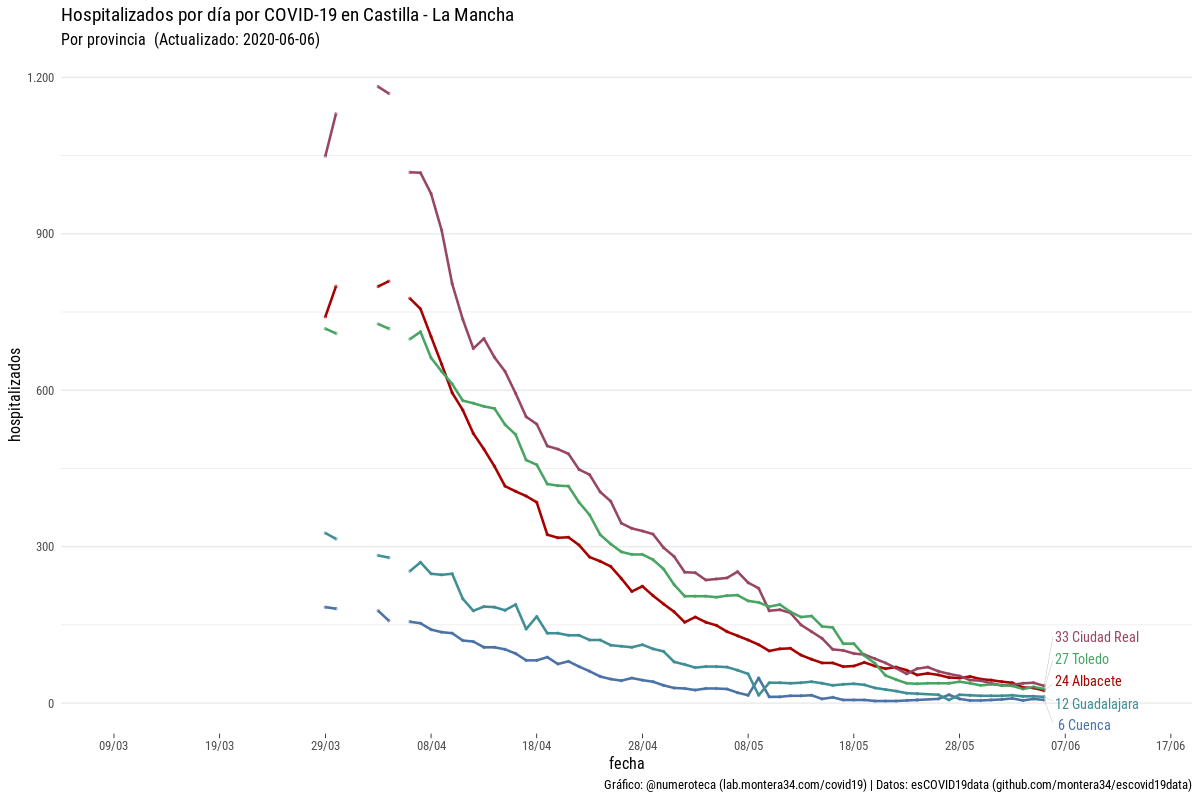 Hospitalizados por día por COVID-19 en Castilla - La Mancha
Por provincia  (Actualizado: 2020-06-06)
hospitalizados
1.200
900
600
300
0
33 Ciudad Real
27 Toledo
24 Albacete
12 Guadalajara
6 Cuenca
09/03 19/03 29/03 08/04 18/04 28/04 08/05 18/05 28/05 07/06 17/06
fecha
Gráfico: @numeroteca (lab.montera34.com/covid19) | Datos: esCOVID19data (github.com/montera34/escovid19data)